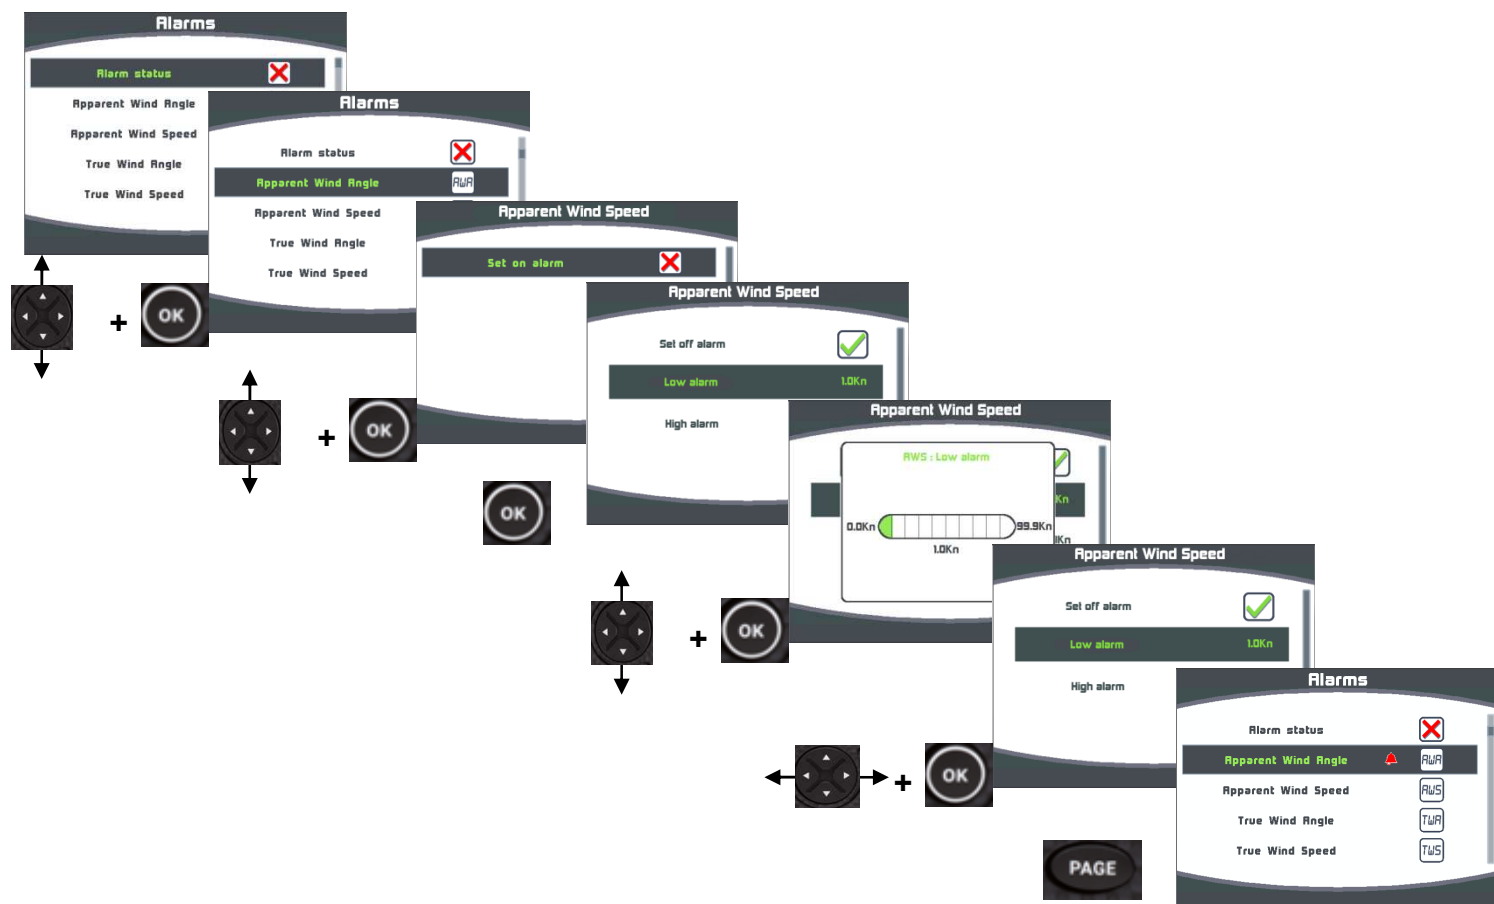 Alarms
Alarm status
Apparent Wind Angle
Apparent Wind Speed
True Wind Angle
True Wind Speed
+ OK
Alarms
Alarm status
Apparent Wind Angle AWA
Apparent Wind Speed
True Wind Angle
True Wind Speed
+ OK
Apparent Wind Speed
Set on alarm
OK
Apparent Wind Speed
Set off alarm
Low alarm 1.0Kn
High alarm
+ OK
Apparent Wind Speed
AWS : Low alarm
Kn
0.0Kn 99.9Kn
Kn
1.0Kn
+ OK
Apparent Wind Speed
Set off alarm
Low alarm 1.0Kn
High alarm
PAGE
Alarms
Alarm status
Apparent Wind Angle AWA
Apparent Wind Speed AWS
True Wind Angle TWA
True Wind Speed TWS